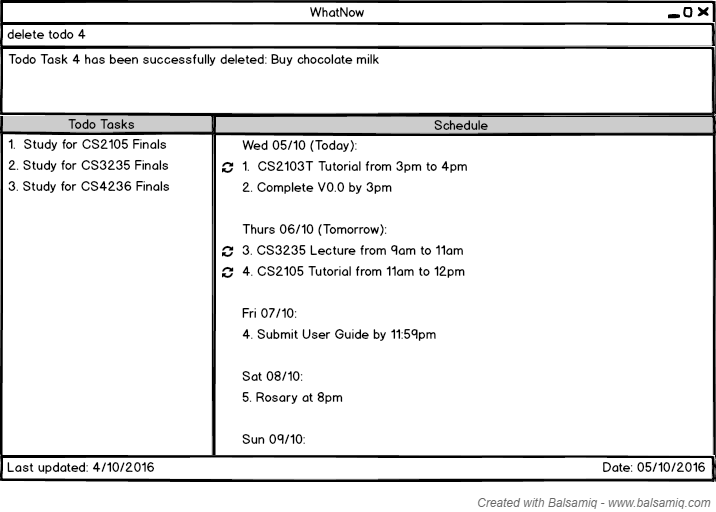 WhatNow
delete todo 4
Todo Task 4 has been successfully deleted: Buy chocolate milk
Todo Tasks
1. Study for CS2105 Finals
2. Study for CS3235 Finals
3. Study for CS4236 Finals
Schedule
Wed 05/10 (Today):
1. CS2103T Tutorial from 3pm to 4pm
2. Complete V0.0 by 3pm
Thurs 06/10 (Tomorrow):
3. CS3235 Lecture from 9am to 11am
4. CS2105 Tutorial from 11am to 12pm
Fri 07/10:
4. Submit User Guide by 11:59pm
Sat 08/10:
5. Rosary at 8pm
Sun 09/10:
Last updated: 4/10/2016
Date: 05/10/2016
Created with Balsamiq - www.balsamiq.com